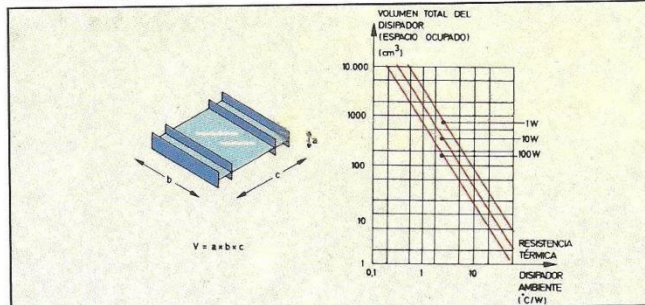 a
b
c
V = a×b×c
VOLUMEN TOTAL DEL
DISIPADOR
(ESPACIO OCUPADO)
(cm³)
10.000
1000
100
10
1
1W
10W
100W
0,1
1
10
RESISTENCIA
TÉRMICA
DISIPADOR
AMBIENTE
(°C/W)